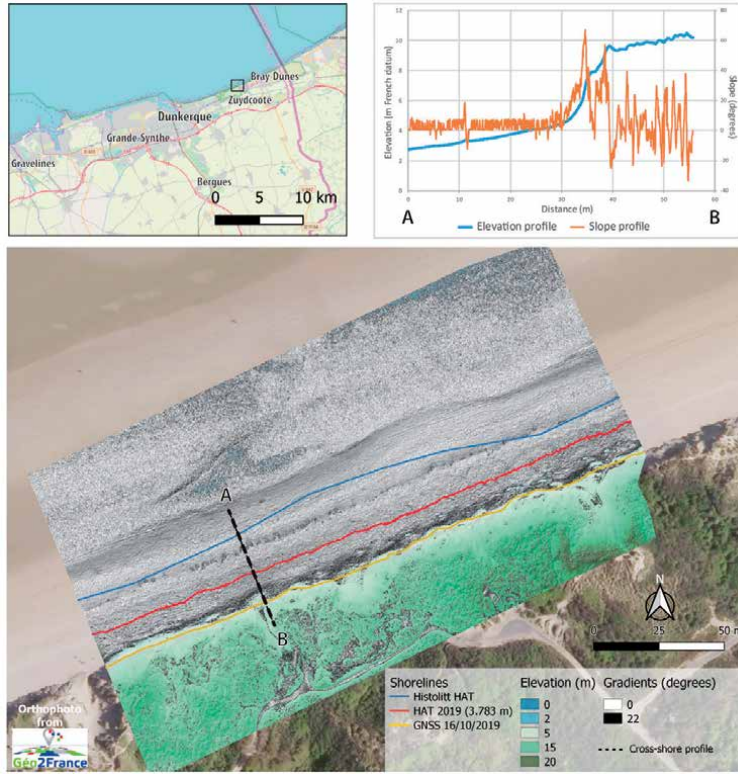 Bray Dunes
Zuydcoote
Dunkerque
Grande-Synthe
Gravelines
Bergues
0 5 10 km
Elevation [m French datum]
12
10
8
6
4
2
0
60
40
20
0
-20
-40
Slope (degrees)
0 10 20 30 40 50 60
A Distance (m) B
Elevation profile Slope profile
A
B
N
0 25 50 m
Orthophoto
from
Géo2France
Shorelines
Histolitt HAT
HAT 2019 (3,783 m)
GNSS 16/10/2019
Elevation (m)
0
2
5
15
20
Gradients (degrees)
0
22
Cross-shore profile